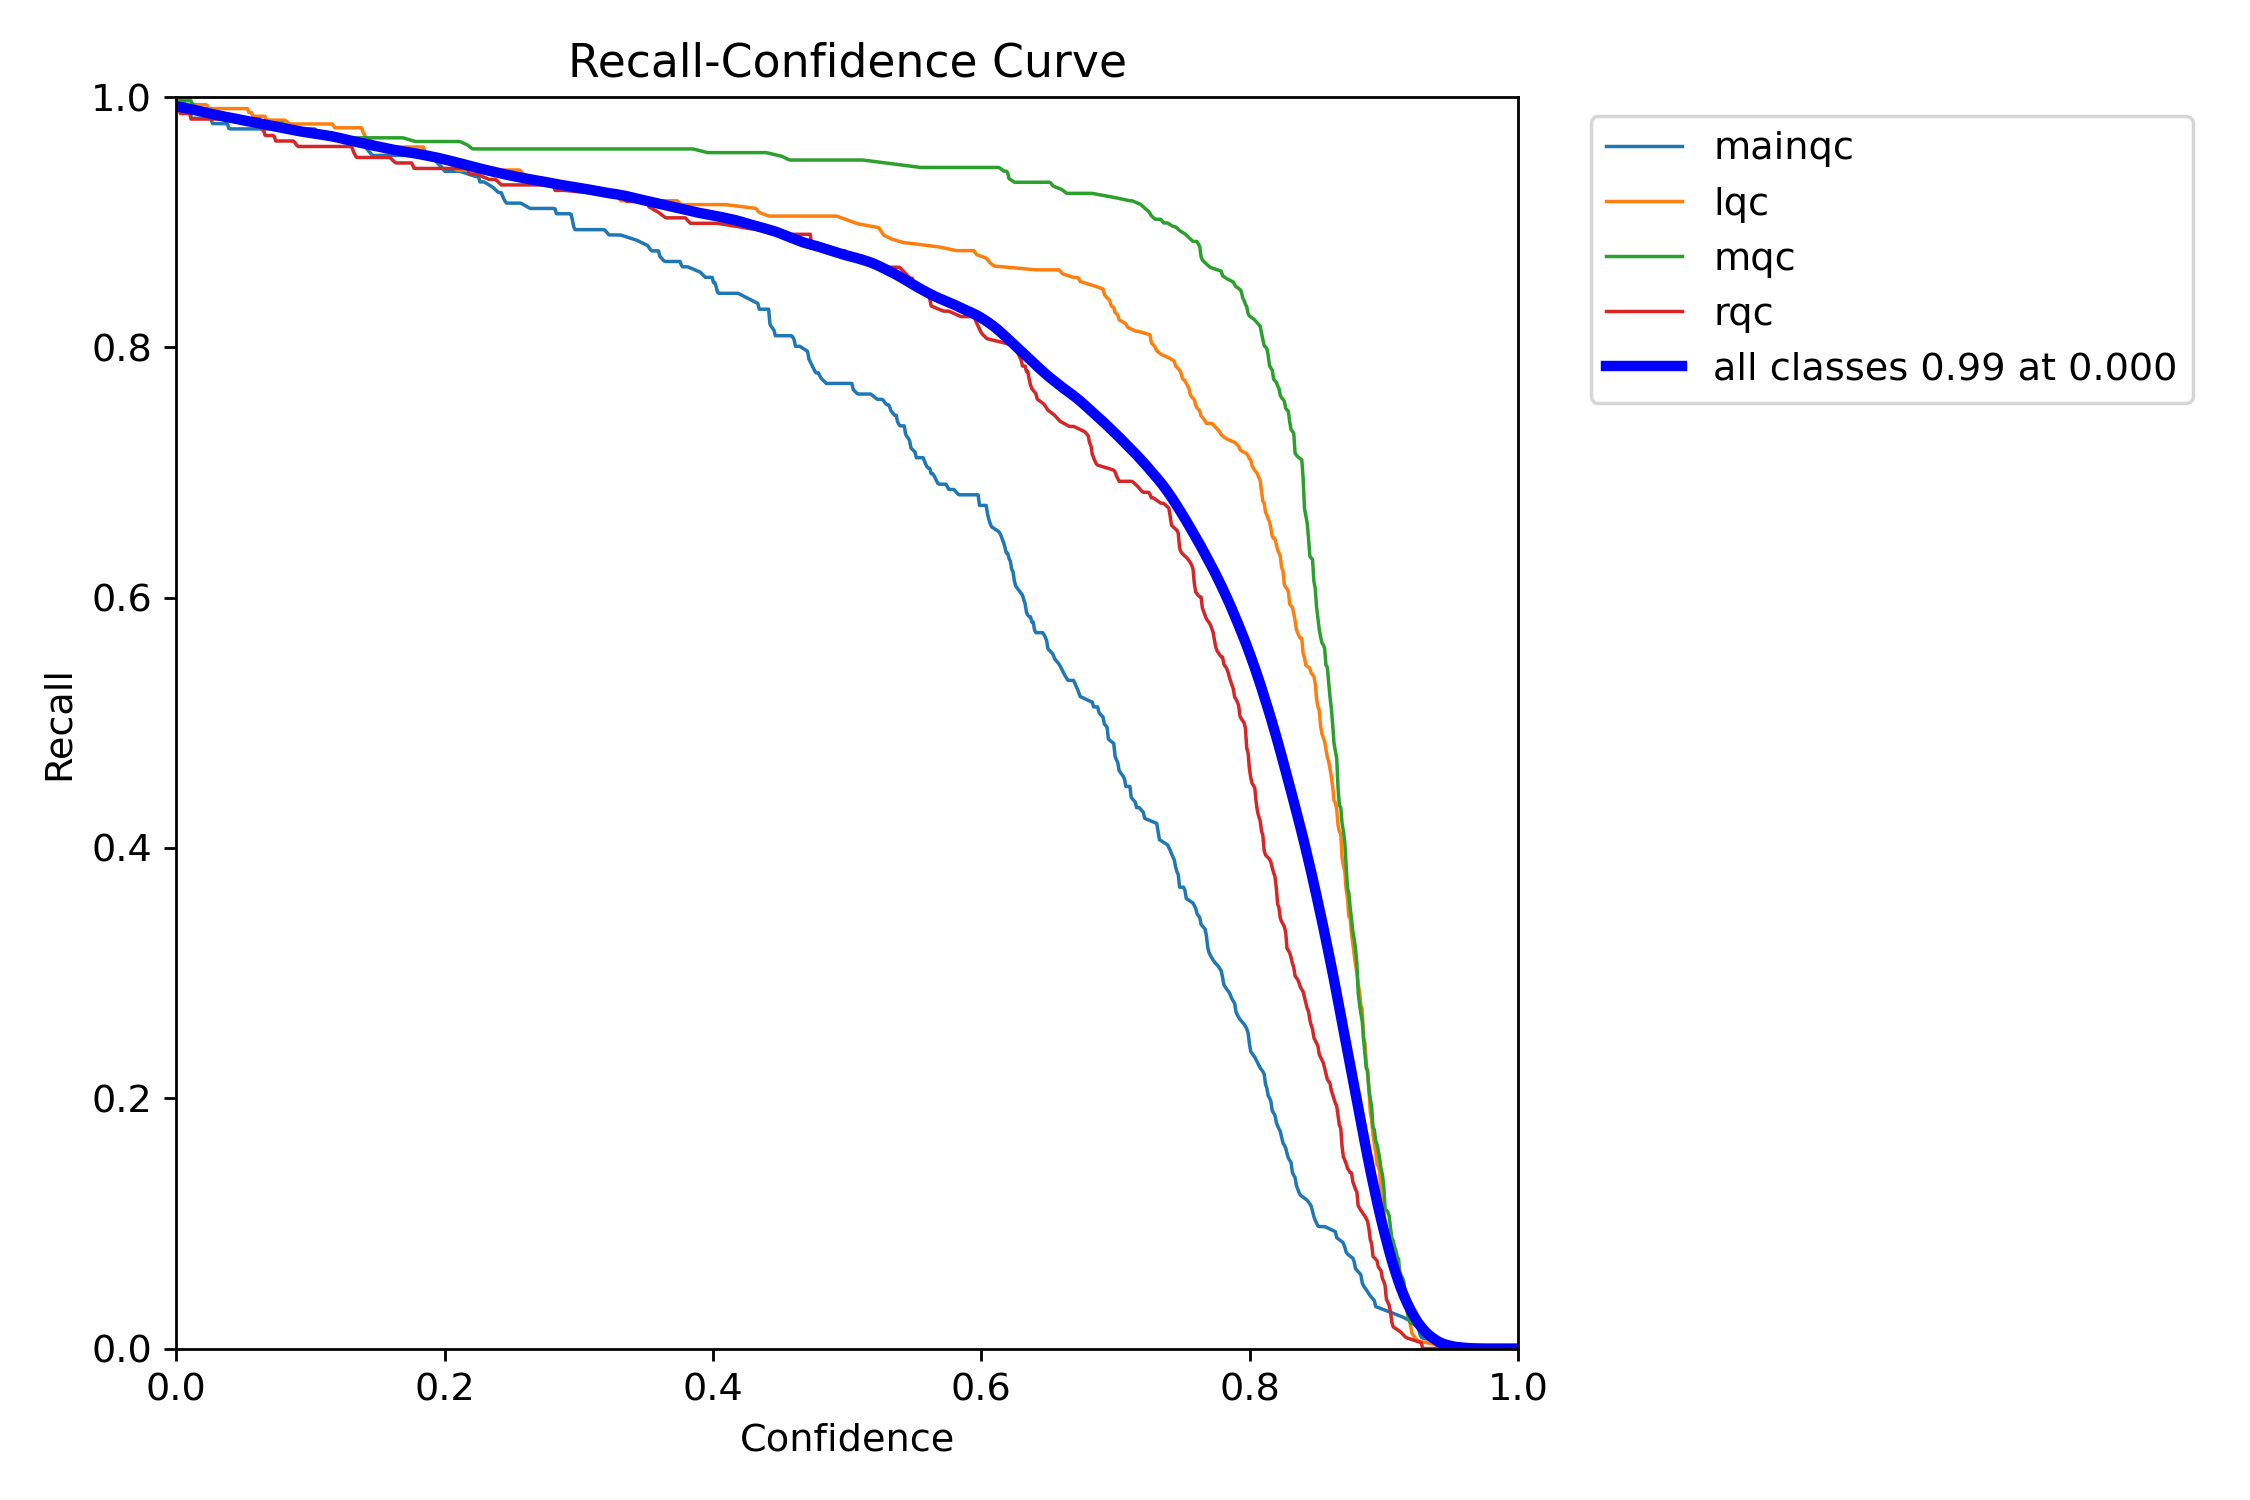 Recall-Confidence Curve
1.0
0.8
0.6
0.4
0.2
0.0
Recall
0.0 0.2 0.4 0.6 0.8 1.0
Confidence
mainqc
lqc
mqc
rqc
all classes 0.99 at 0.000